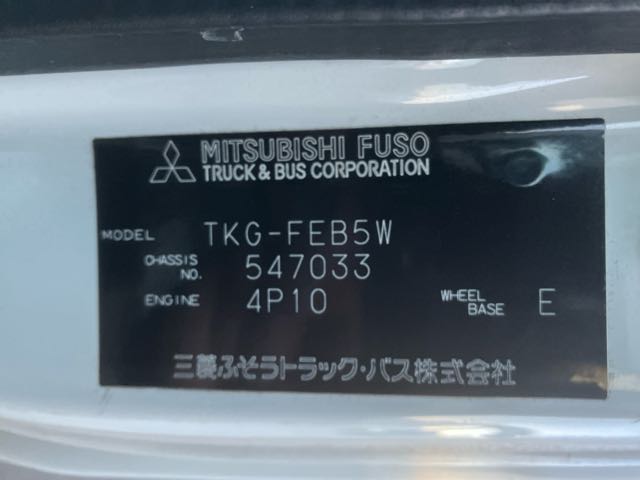 MITSUBISHI FUSO
TRUCK & BUS CORPORATION
MODEL TKG-FEB5W
CHASSIS NO. 547033
ENGINE 4P10 WHEEL BASE E
三菱ふそうトラック・バス株式会社